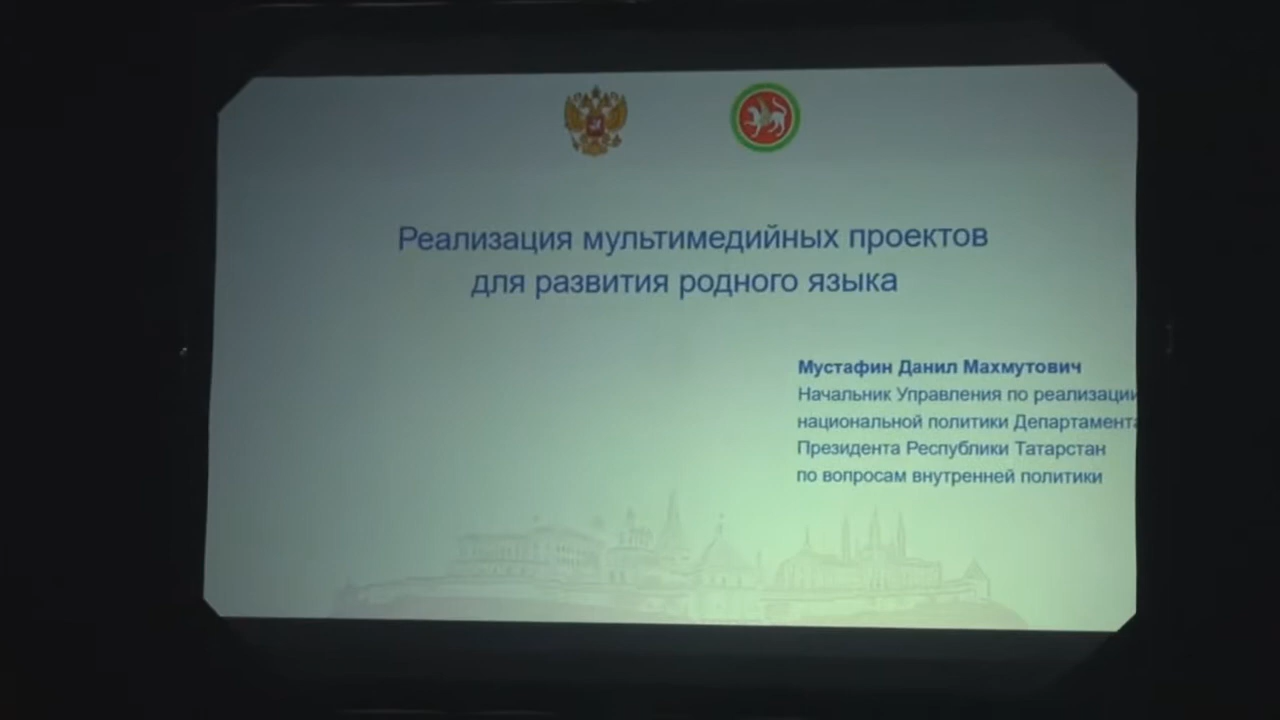 Реализация мультимедийных проектов
для развития родного языка
Мустафин Данил Махмутович
Начальник Управления по реализации
национальной политики Департамента
Президента Республики Татарстан
по вопросам внутренней политики